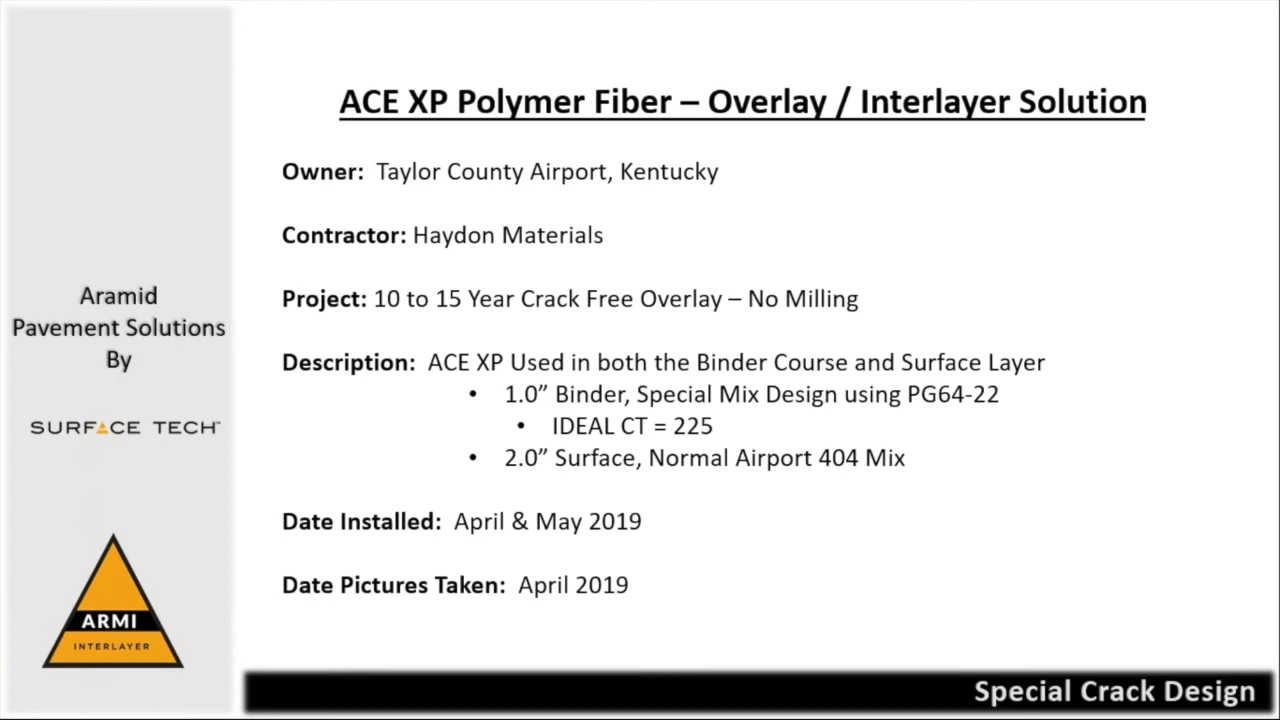 ACE XP Polymer Fiber – Overlay / Interlayer Solution
Owner: Taylor County Airport, Kentucky
Contractor: Haydon Materials
Project: 10 to 15 Year Crack Free Overlay – No Milling
Description: ACE XP Used in both the Binder Course and Surface Layer
• 1.0” Binder, Special Mix Design using PG64-22
• IDEAL CT = 225
• 2.0” Surface, Normal Airport 404 Mix
Date Installed: April & May 2019
Date Pictures Taken: April 2019
Aramid
Pavement Solutions
By
SURFACE TECH™
ARMI
INTERLAYER
Special Crack Design